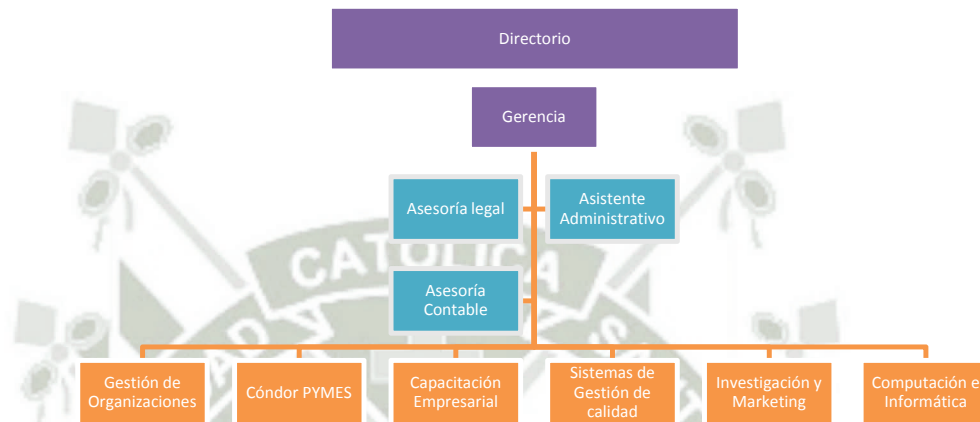 Directorio
Gerencia
Asesoría legal
Asistente
Administrativo
CATOLICA
Asesoría
Contable
Gestión de
Organizaciones
Cóndor PYMES
Capacitación
Empresarial
Sistemas de
Gestión de
calidad
Investigación y
Marketing
Computación e
Informática